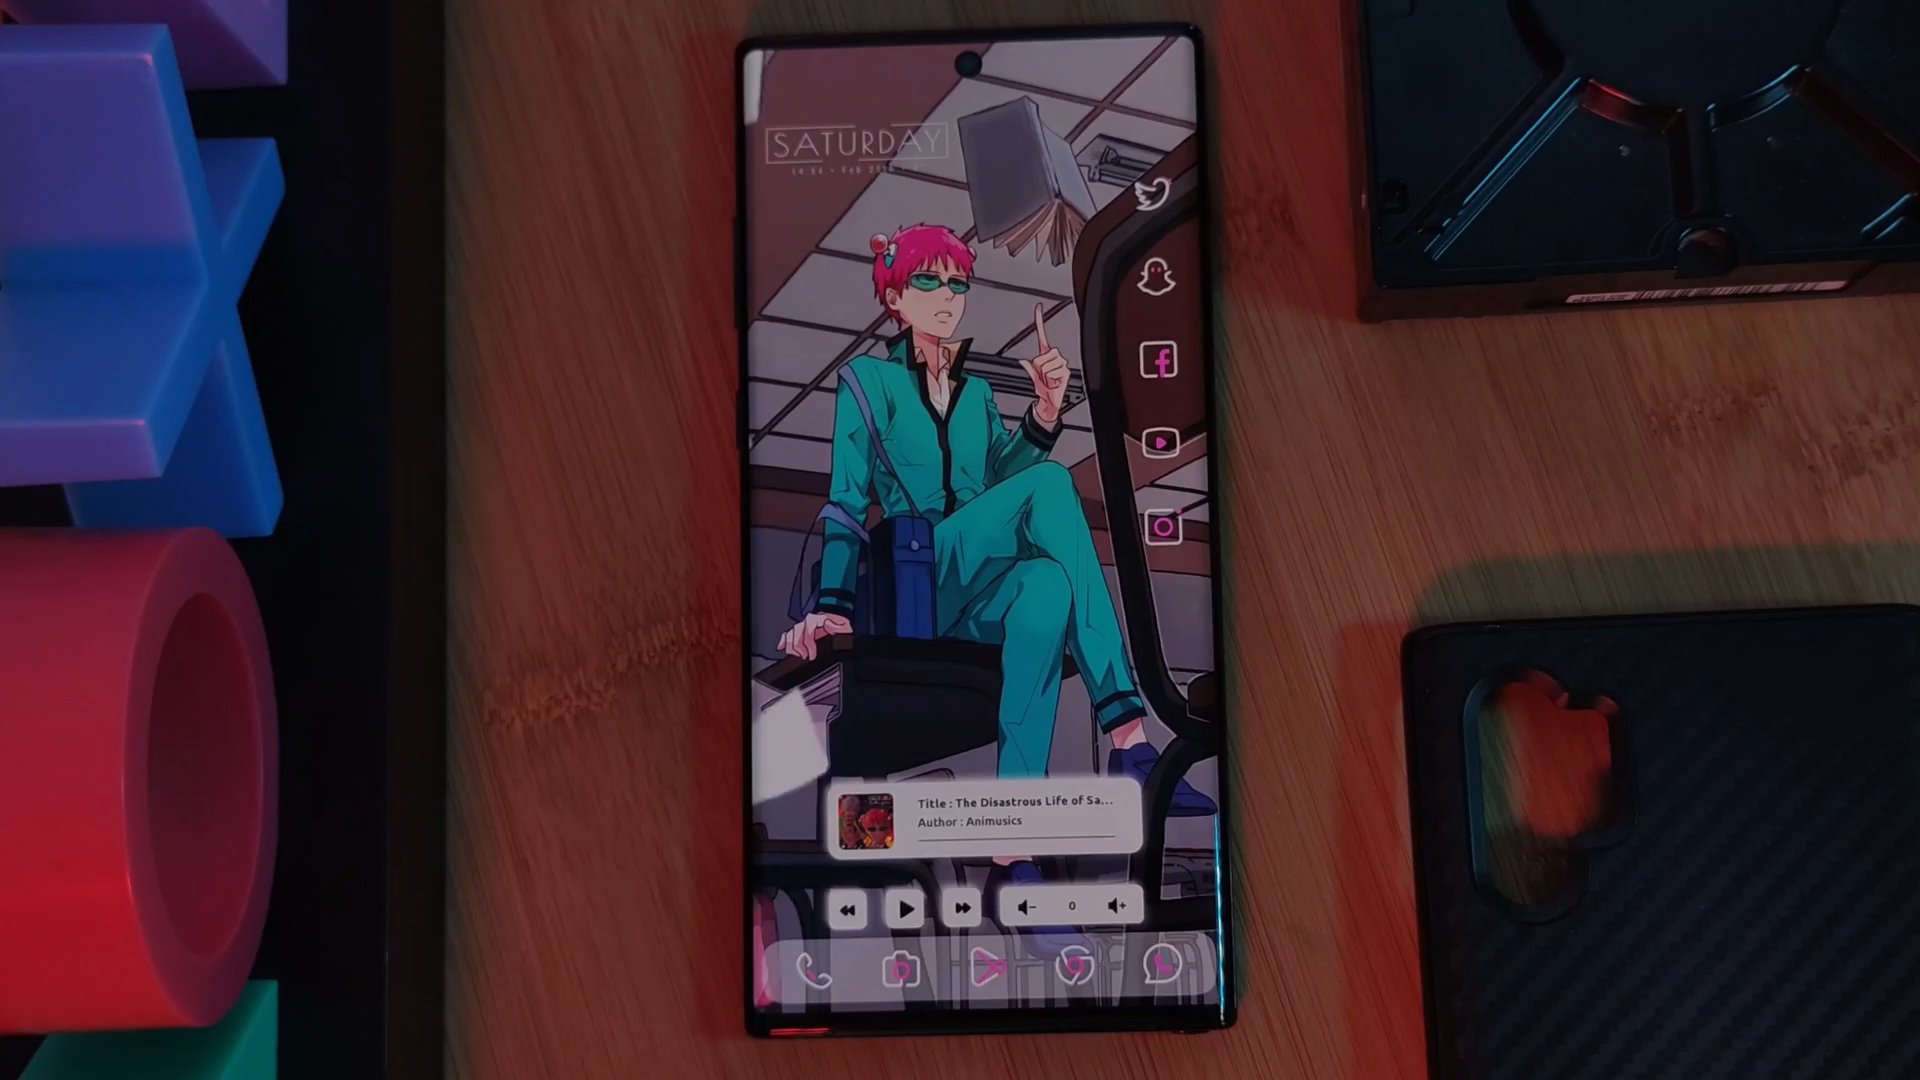 SATURDAY
Title : The Disastrous Life of Sa...
Author : Animusics
0